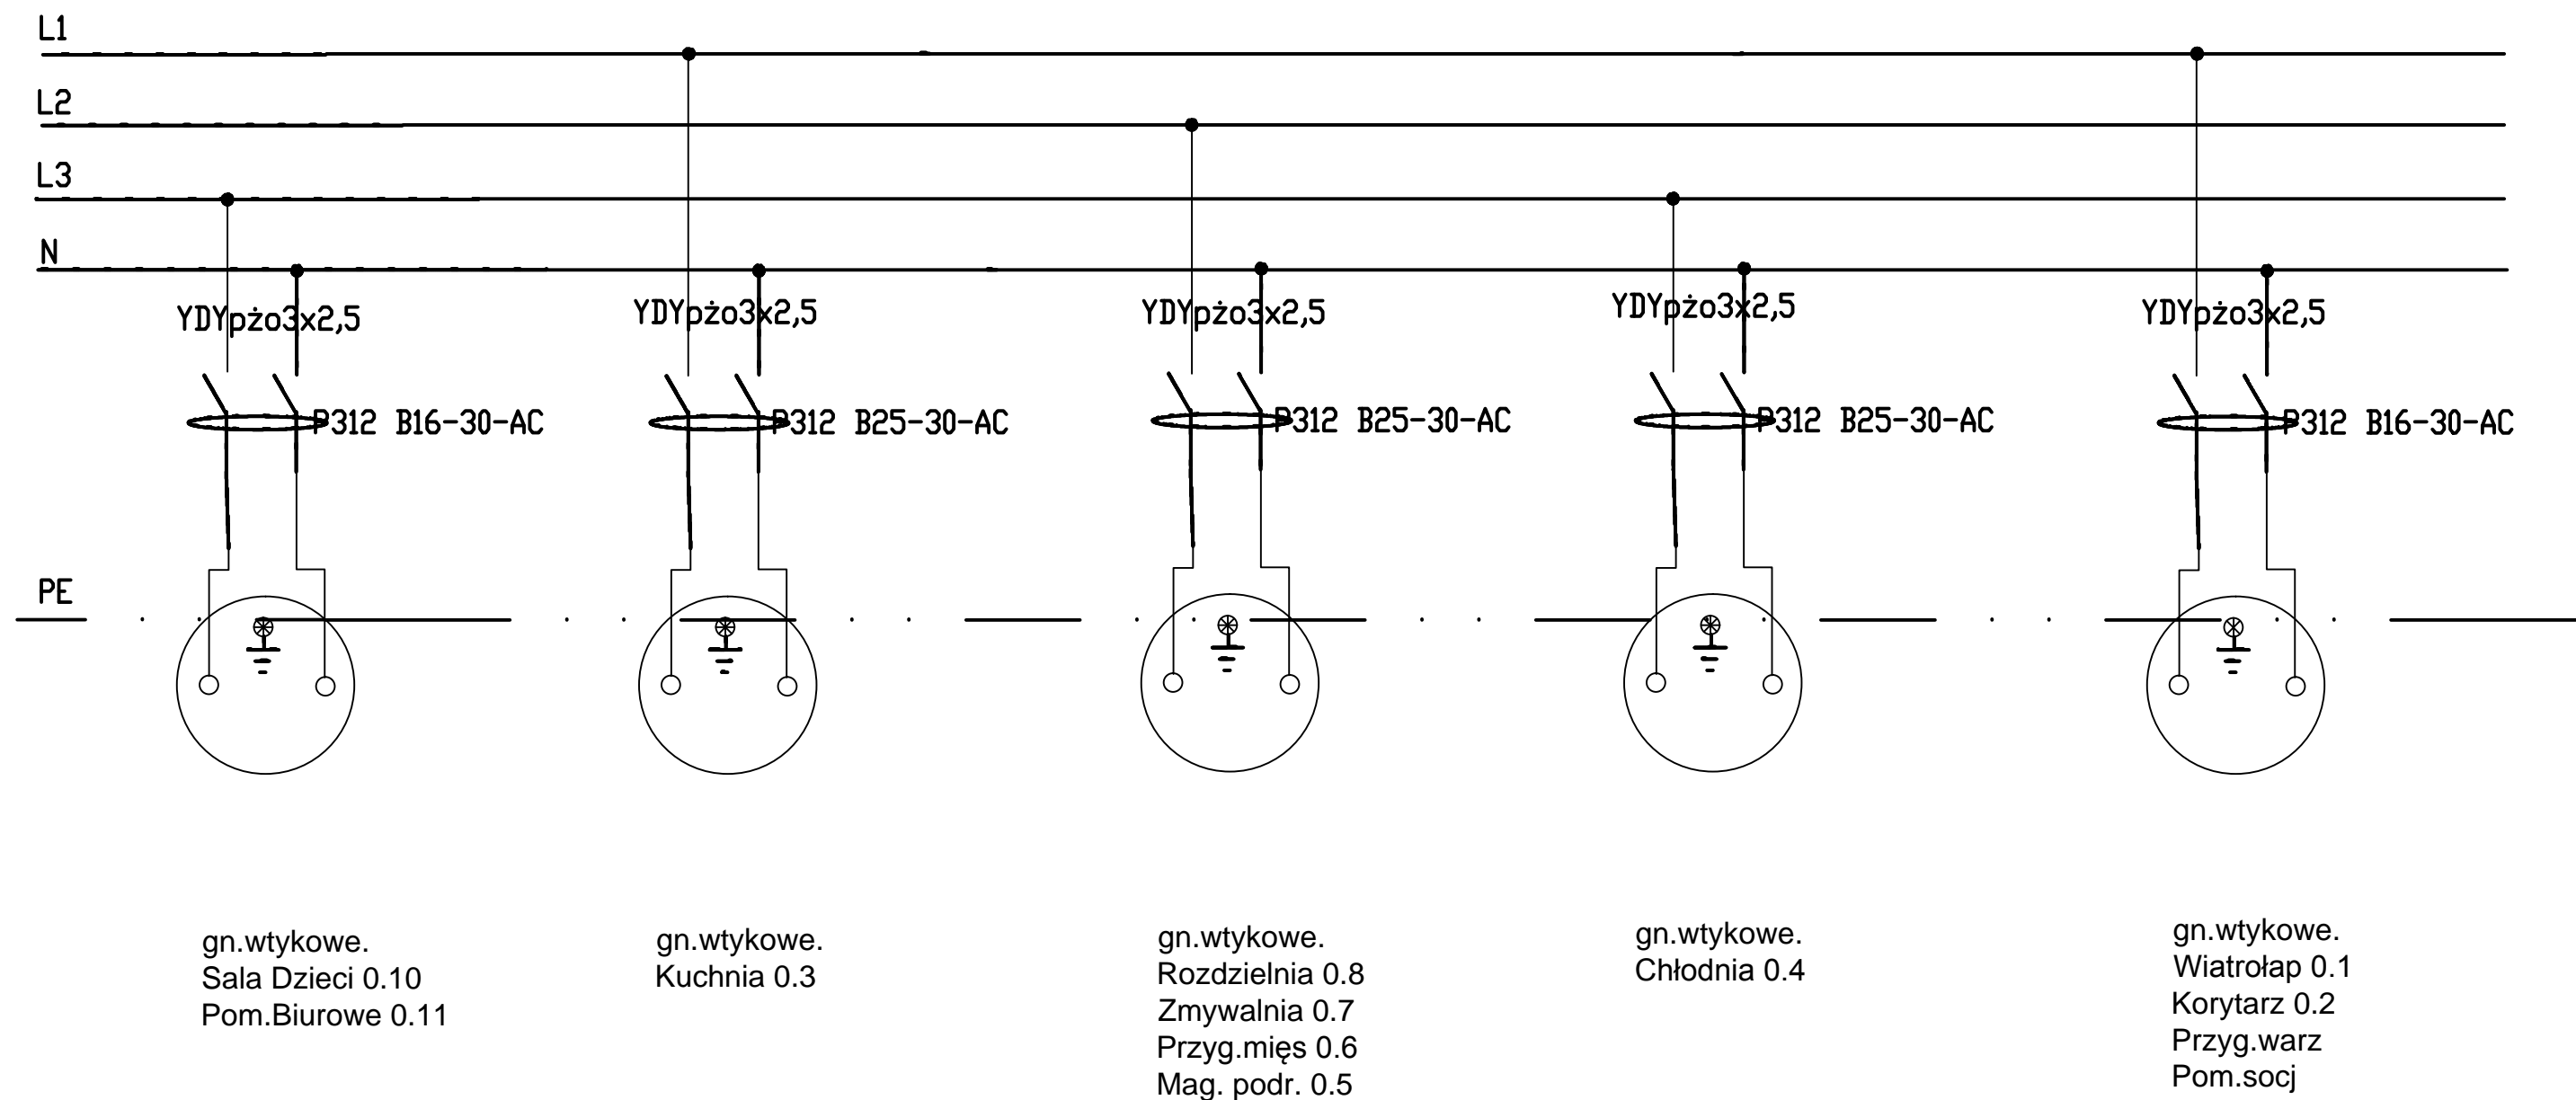 L1
L2
L3
N
YDYpżo3x2,5
YDYpżo3x2,5
YDYpżo3x2,5
YDYpżo3x2,5
YDYpżo3x2,5
P312 B16-30-AC
P312 B25-30-AC
P312 B25-30-AC
P312 B25-30-AC
P312 B16-30-AC
PE
gn.wtykowe.
Sala Dzieci 0.10
Pom.Biurowe 0.11
gn.wtykowe.
Kuchnia 0.3
gn.wtykowe.
Rozdzielnia 0.8
Zmywalnia 0.7
Przyg.mięs 0.6
Mag. podr. 0.5
gn.wtykowe.
Chłodnia 0.4
gn.wtykowe.
Wiatrołap 0.1
Korytarz 0.2
Przyg.warz
Pom.socj